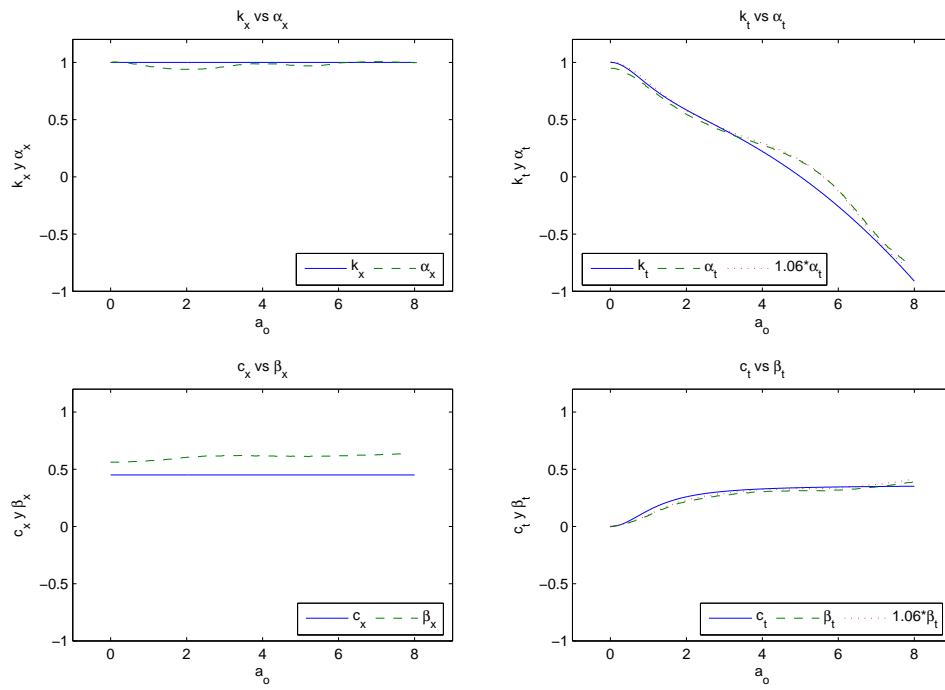 k_x vs α_x
1
0.5
0
−0.5
−1
k_x y α_x
0 2 4 6 8
a_o
k_x α_x
k_t vs α_t
1
0.5
0
−0.5
−1
k_t y α_t
0 2 4 6 8
a_o
k_t α_t 1.06*α_t
c_x vs β_x
1
0.5
0
−0.5
−1
c_x y β_x
0 2 4 6 8
a_o
c_x β_x
c_t vs β_t
1
0.5
0
−0.5
−1
c_t y β_t
0 2 4 6 8
a_o
c_t β_t 1.06*β_t